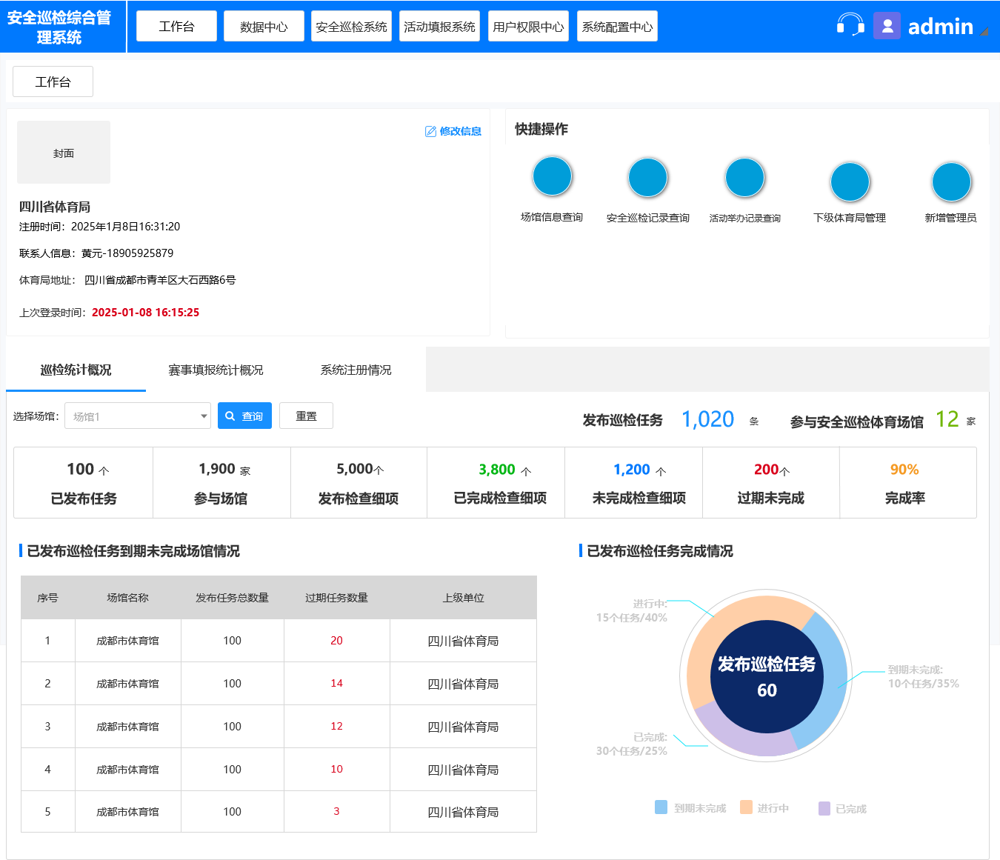 安全巡检综合管
理系统
工作台
数据中心
安全巡检系统
活动填报系统
用户权限中心
系统配置中心
admin
工作台
封面
修改信息
四川省体育局
注册时间：2025年1月8日16:31:20
联系人信息：黄元-18905925879
体育局地址： 四川省成都市青羊区大石西路6号
上次登录时间：2025-01-08 16:15:25
快捷操作
场馆信息查询
安全巡检记录查询
活动举办记录查询
下级体育局管理
新增管理员
巡检统计概况
赛事填报统计概况
系统注册情况
选择场馆：
场馆1
查询
重置
发布巡检任务 1,020 条
参与安全巡检体育场馆 12 家
100 个
已发布任务
1,900 家
参与场馆
5,000个
发布检查细项
3,800 个
已完成检查细项
1,200 个
未完成检查细项
200个
过期未完成
90%
完成率
已发布巡检任务到期未完成场馆情况
序号 场馆名称 发布任务总数量 过期任务数量 上级单位
1 成都市体育馆 100 20 四川省体育局
2 成都市体育馆 100 14 四川省体育局
3 成都市体育馆 100 12 四川省体育局
4 成都市体育馆 100 10 四川省体育局
5 成都市体育馆 100 3 四川省体育局
已发布巡检任务完成情况
进行中:
15个任务/40%
发布巡检任务
60
到期未完成:
10个任务/35%
已完成:
30个任务/25%
到期未完成
进行中
已完成